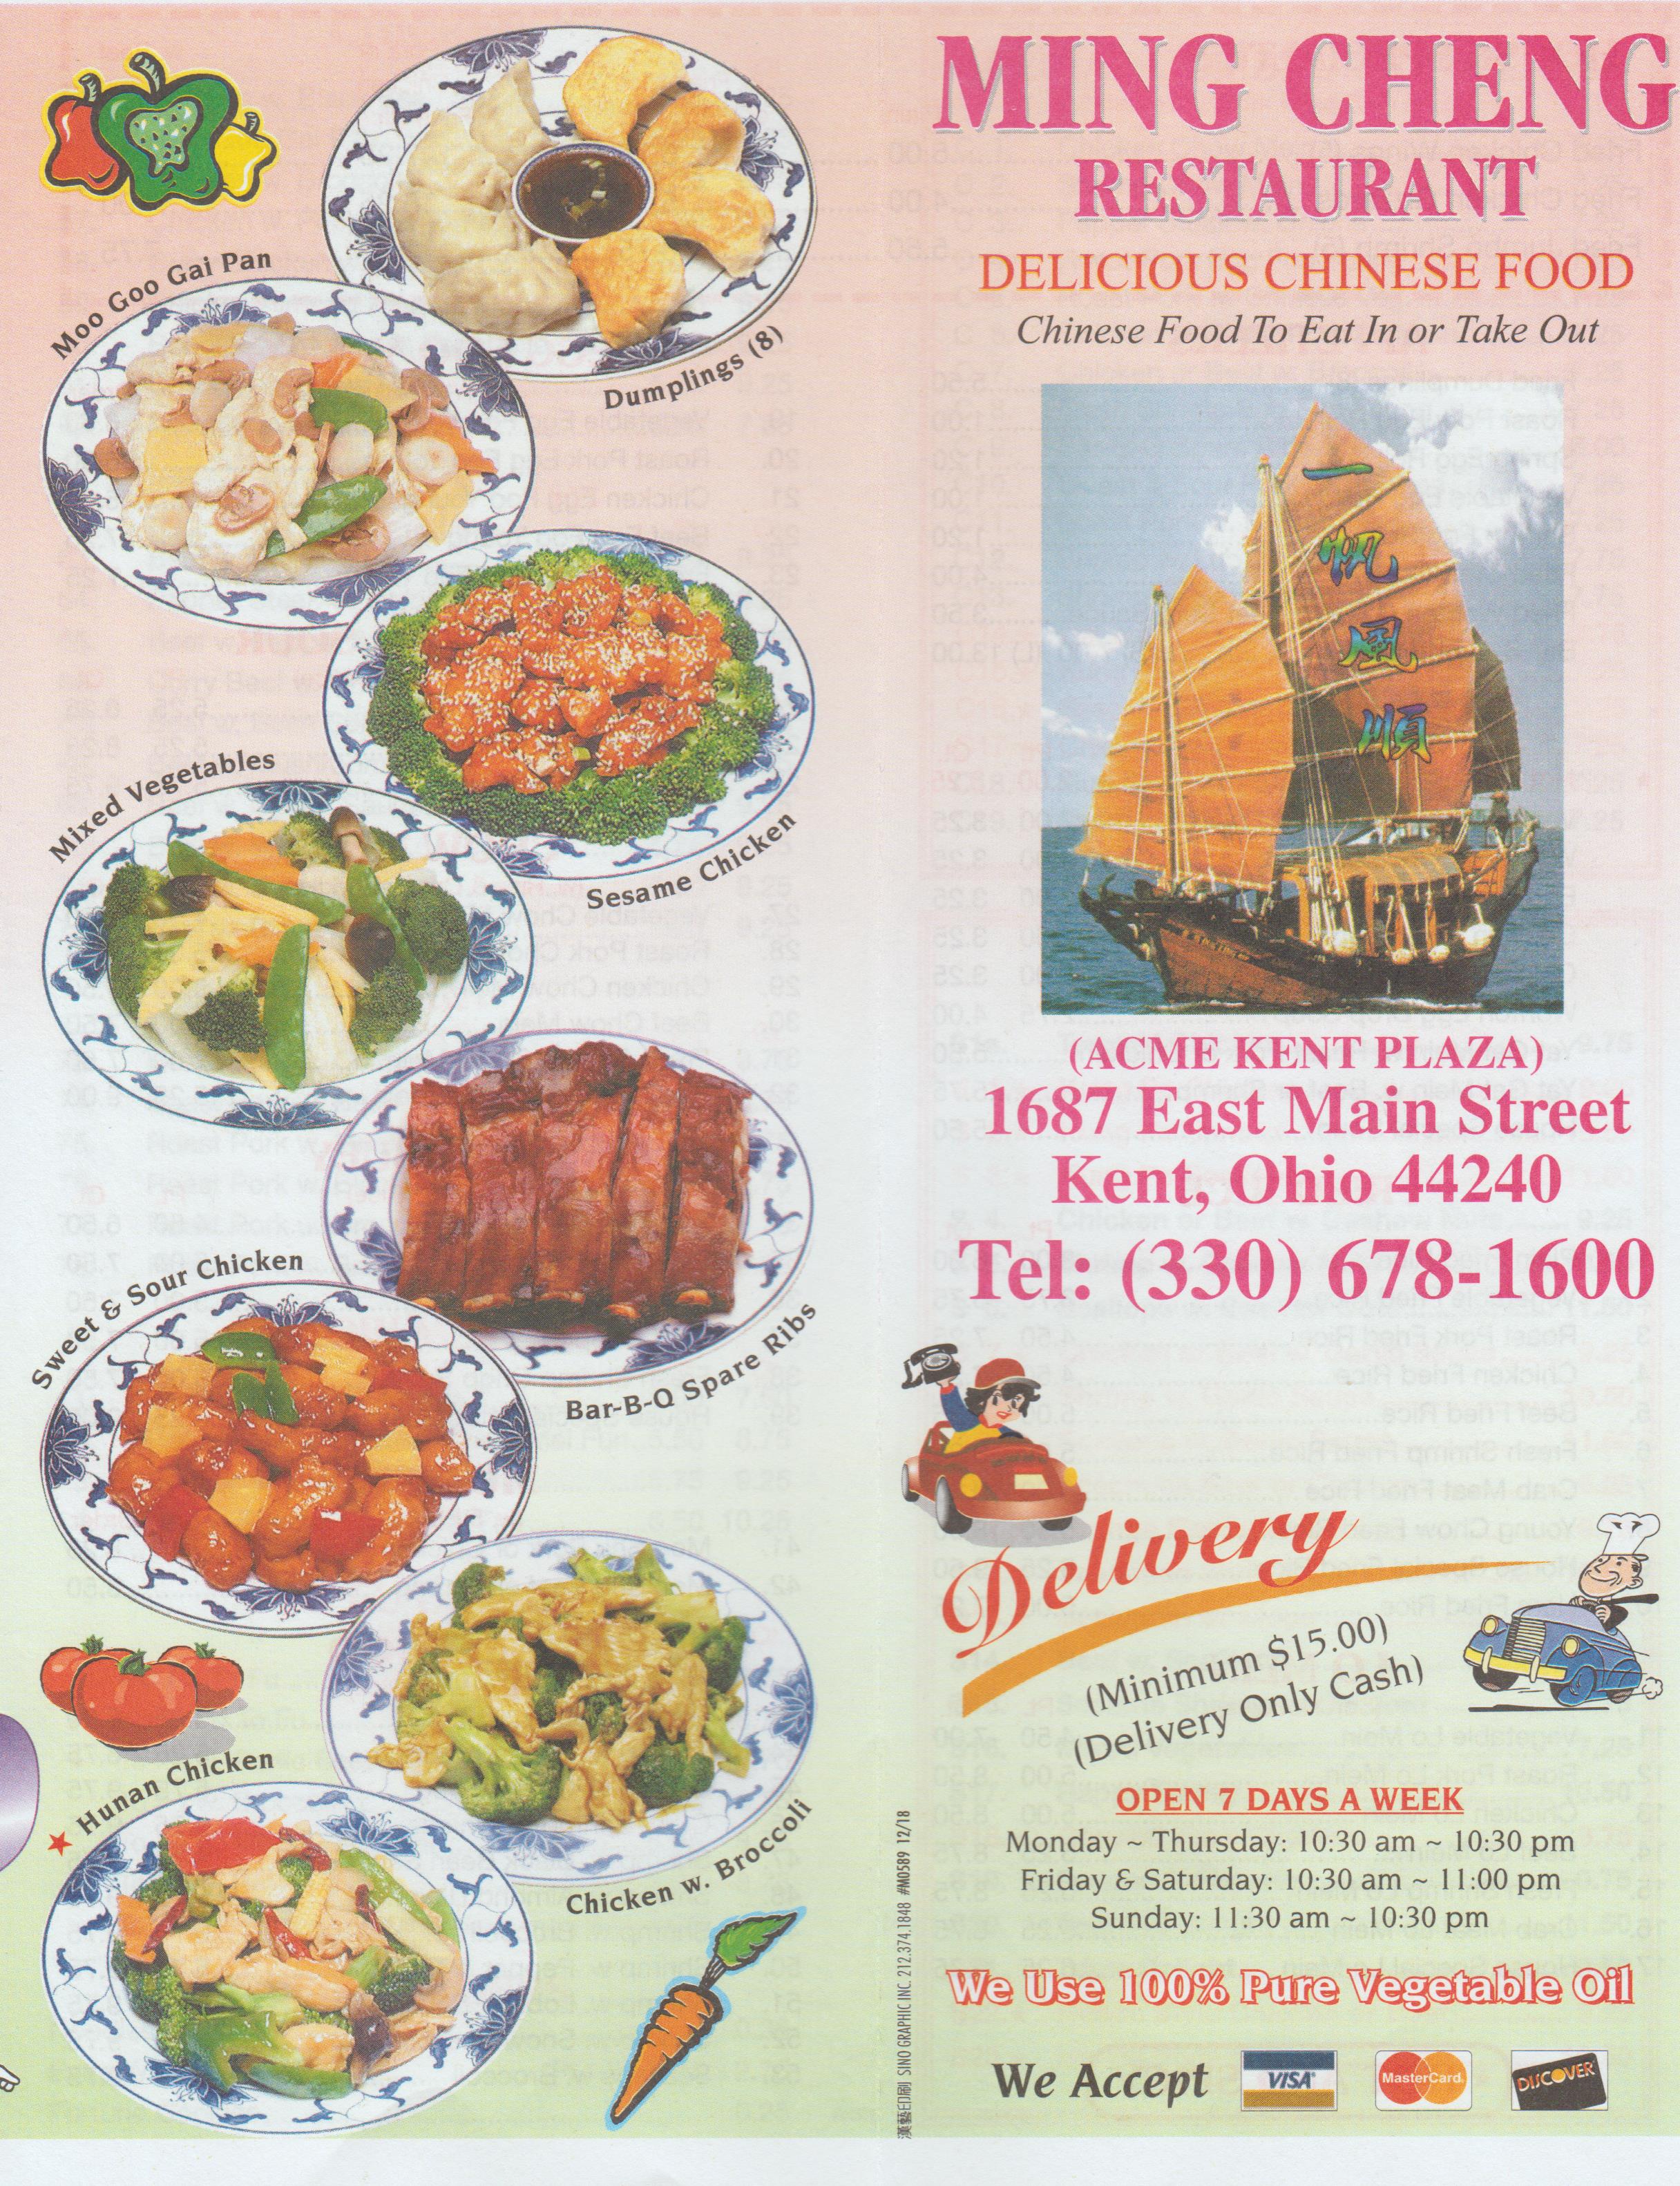 Moo Goo Gai Pan
Dumplings (8)
Mixed Vegetables
Sesame Chicken
Sweet & Sour Chicken
Bar-B-Q Spare Ribs
★ Hunan Chicken
Chicken w. Broccoli
漢藝印刷 SINO GRAPHIC INC. 212.374.1848 #M0589 12/18
MING CHENG
RESTAURANT
DELICIOUS CHINESE FOOD
Chinese Food To Eat In or Take Out
一
帆
風
順
(ACME KENT PLAZA)
1687 East Main Street
Kent, Ohio 44240
Tel: (330) 678-1600
Delivery
(Minimum $15.00)
(Delivery Only Cash)
OPEN 7 DAYS A WEEK
Monday ~ Thursday: 10:30 am ~ 10:30 pm
Friday & Saturday: 10:30 am ~ 11:00 pm
Sunday: 11:30 am ~ 10:30 pm
We Use 100% Pure Vegetable Oil
We Accept VISA MasterCard DISCOVER